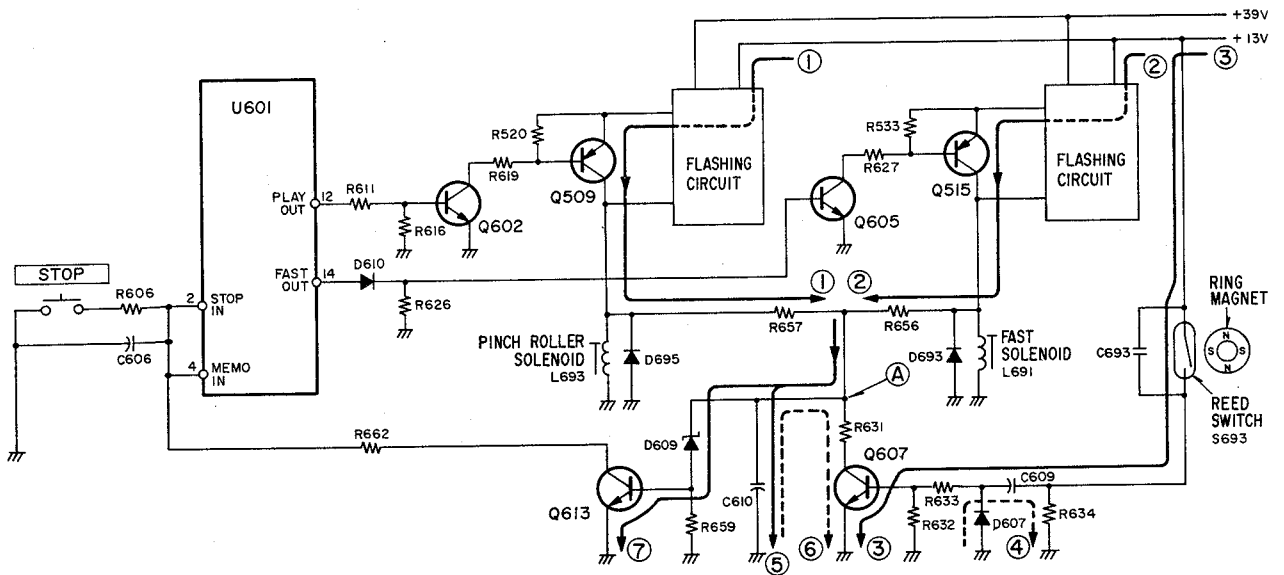 +39V
+13V
①
②
③
U601
R520
R533
FLASHING
CIRCUIT
FLASHING
CIRCUIT
R619
R627
Q509
Q515
PLAY
OUT
12
R611
R616
Q602
Q605
FAST
OUT
14
D610
R626
STOP
R606
2
STOP
IN
C606
4
MEMO
IN
①
②
R657
R656
PINCH ROLLER
SOLENOID
L693
D695
D693
FAST
SOLENOID
L691
C693
RING
MAGNET
N
S
S
N
REED
SWITCH
S693
A
R662
D609
R631
Q607
C609
Q613
C610
R659
R633
R632
D607
R634
⑦
⑤
⑥
③
④